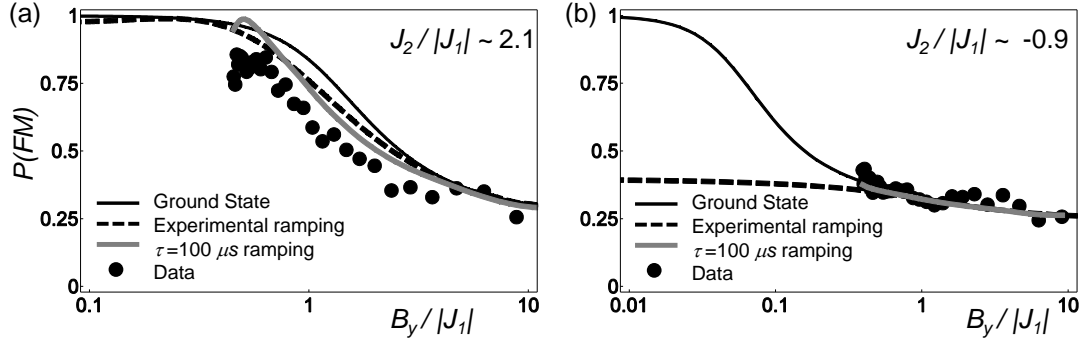 (a)
J₂ / |J₁| ~ 2.1
P(FM)
1
0.75
0.5
0.25
0
Ground State
Experimental ramping
τ=100 μs ramping
Data
0.1
1
10
B_y / |J₁|
(b)
J₂ / |J₁| ~ -0.9
1
0.75
0.5
0.25
0
Ground State
Experimental ramping
τ=100 μs ramping
Data
0.01
0.1
1
10
B_y / |J₁|